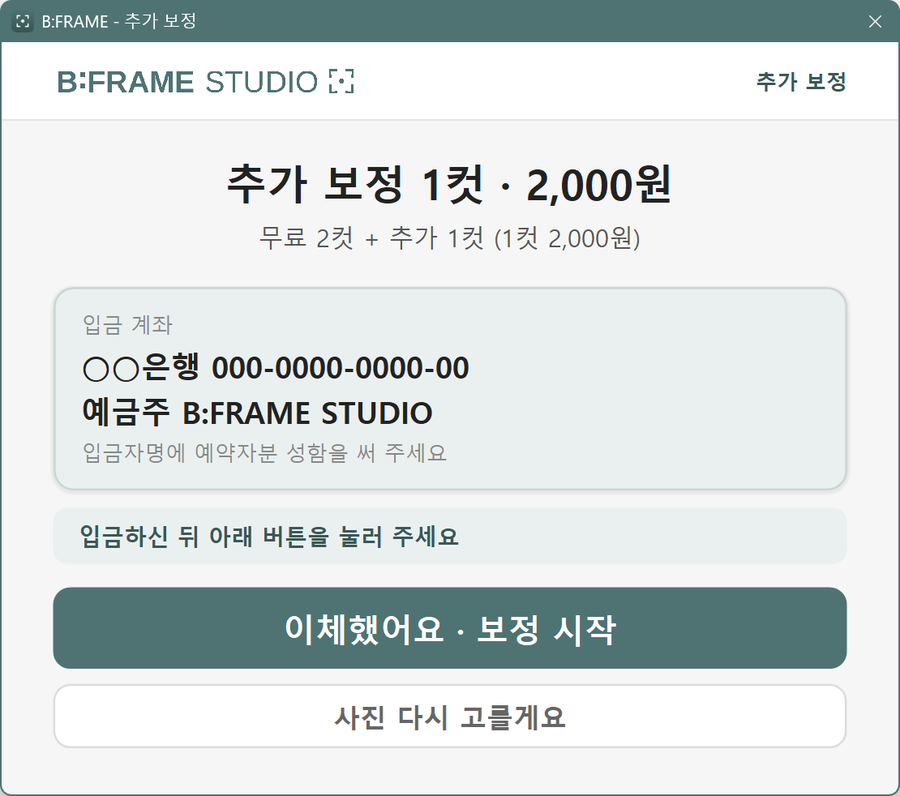 B:FRAME - 추가 보정
B:FRAME STUDIO
추가 보정
추가 보정 1컷 · 2,000원
무료 2컷 + 추가 1컷 (1컷 2,000원)
입금 계좌
○○은행 000-0000-0000-00
예금주 B:FRAME STUDIO
입금자명에 예약자분 성함을 써 주세요
입금하신 뒤 아래 버튼을 눌러 주세요
이체했어요 · 보정 시작
사진 다시 고를게요